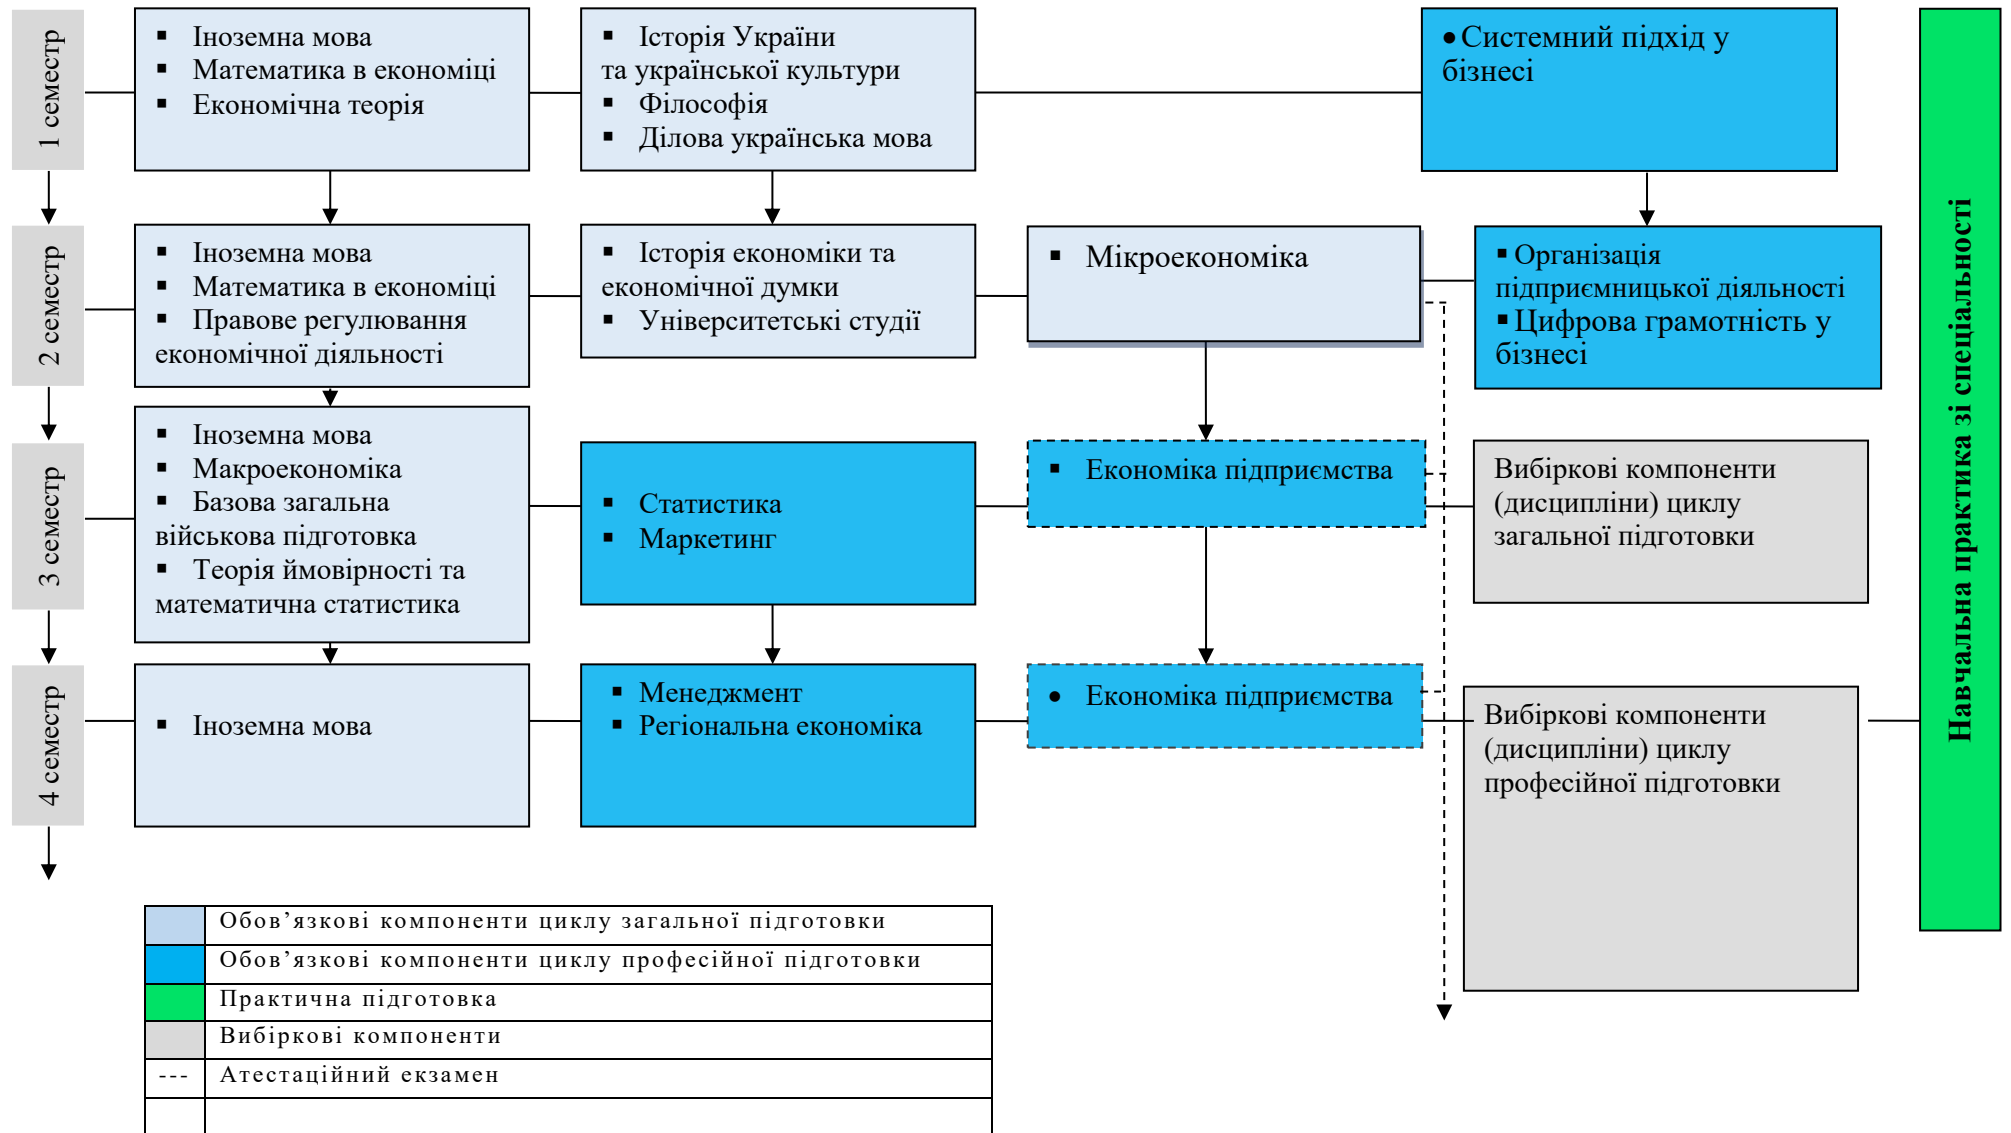 1 семестр
▪ Іноземна мова
▪ Математика в економіці
▪ Економічна теорія
▪ Історія України
та української культури
▪ Філософія
▪ Ділова українська мова
•Системний підхід у
бізнесі
2 семестр
▪ Іноземна мова
▪ Математика в економіці
▪ Правове регулювання
економічної діяльності
▪ Історія економіки та
економічної думки
▪ Університетські студії
▪ Мікроекономіка
▪ Організація
підприємницької діяльності
▪ Цифрова грамотність у
бізнесі
3 семестр
▪ Іноземна мова
▪ Макроекономіка
▪ Базова загальна
військова підготовка
▪ Теорія ймовірності та
математична статистика
▪ Статистика
▪ Маркетинг
▪ Економіка підприємства
Вибіркові компоненти
(дисципліни) циклу
загальної підготовки
4 семестр
▪ Іноземна мова
▪ Менеджмент
▪ Регіональна економіка
• Економіка підприємства
Вибіркові компоненти
(дисципліни) циклу
професійної підготовки
Навчальна практика зі спеціальності
Обов’язкові компоненти циклу загальної підготовки
Обов’язкові компоненти циклу професійної підготовки
Практична підготовка
Вибіркові компоненти
--- Атестаційний екзамен